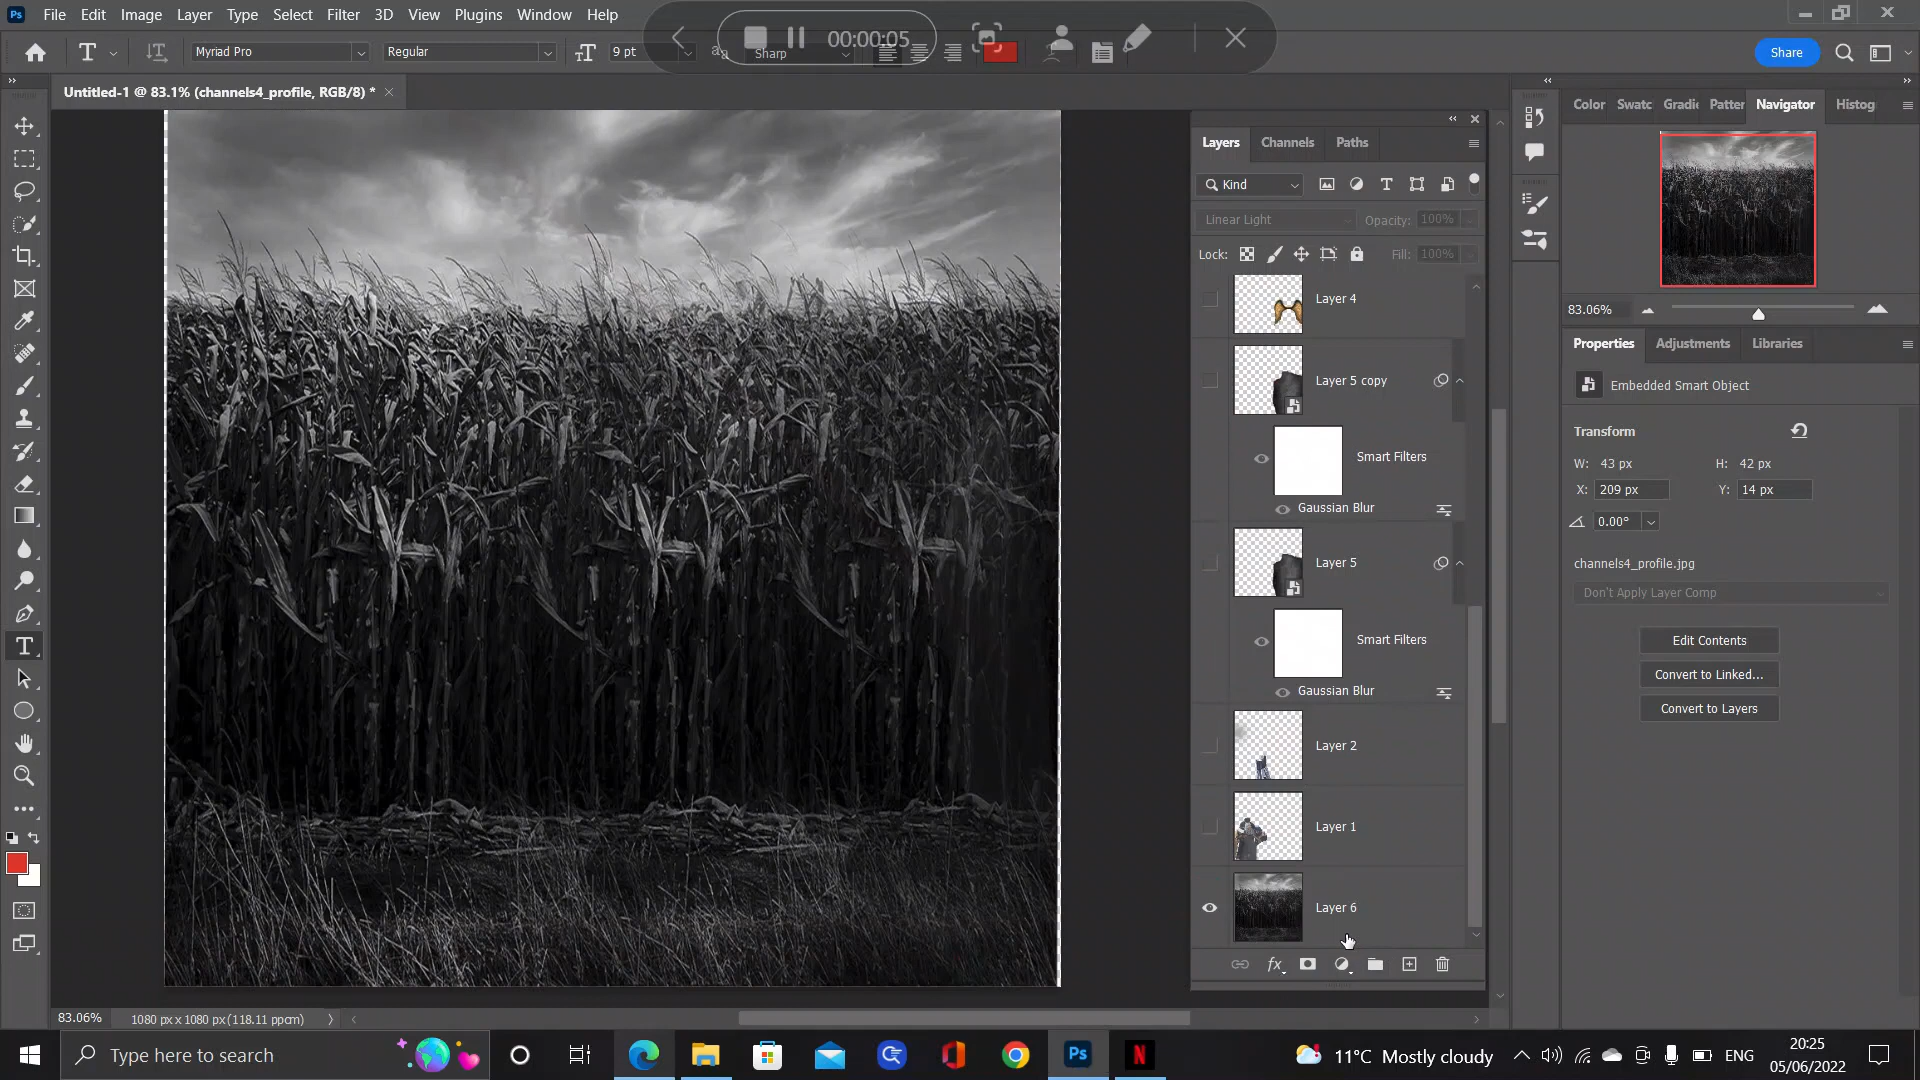 Ps File Edit Image Layer Type Select Filter 3D View Plugins Window Help
T Myriad Pro Regular 9 pt aa Sharp 00:00:05 Share
Untitled-1 @ 83.1% (channels4_profile, RGB/8) *
Layers Channels Paths
Kind
Linear Light Opacity: 100%
Lock: Fill: 100%
Layer 4
Layer 5 copy
Smart Filters
Gaussian Blur
Layer 5
Smart Filters
Gaussian Blur
Layer 2
Layer 1
Layer 6
fx
Color Swatc Gradi Patter Navigator Histog
83.06%
Properties Adjustments Libraries
Embedded Smart Object
Transform
W: 43 px H: 42 px
X: 209 px Y: 14 px
0.00°
channels4_profile.jpg
Don't Apply Layer Comp
Edit Contents
Convert to Linked...
Convert to Layers
83.06% 1080 px x 1080 px (118.11 ppcm)
Type here to search
Ps N
11°C Mostly cloudy ENG
20:25
05/06/2022